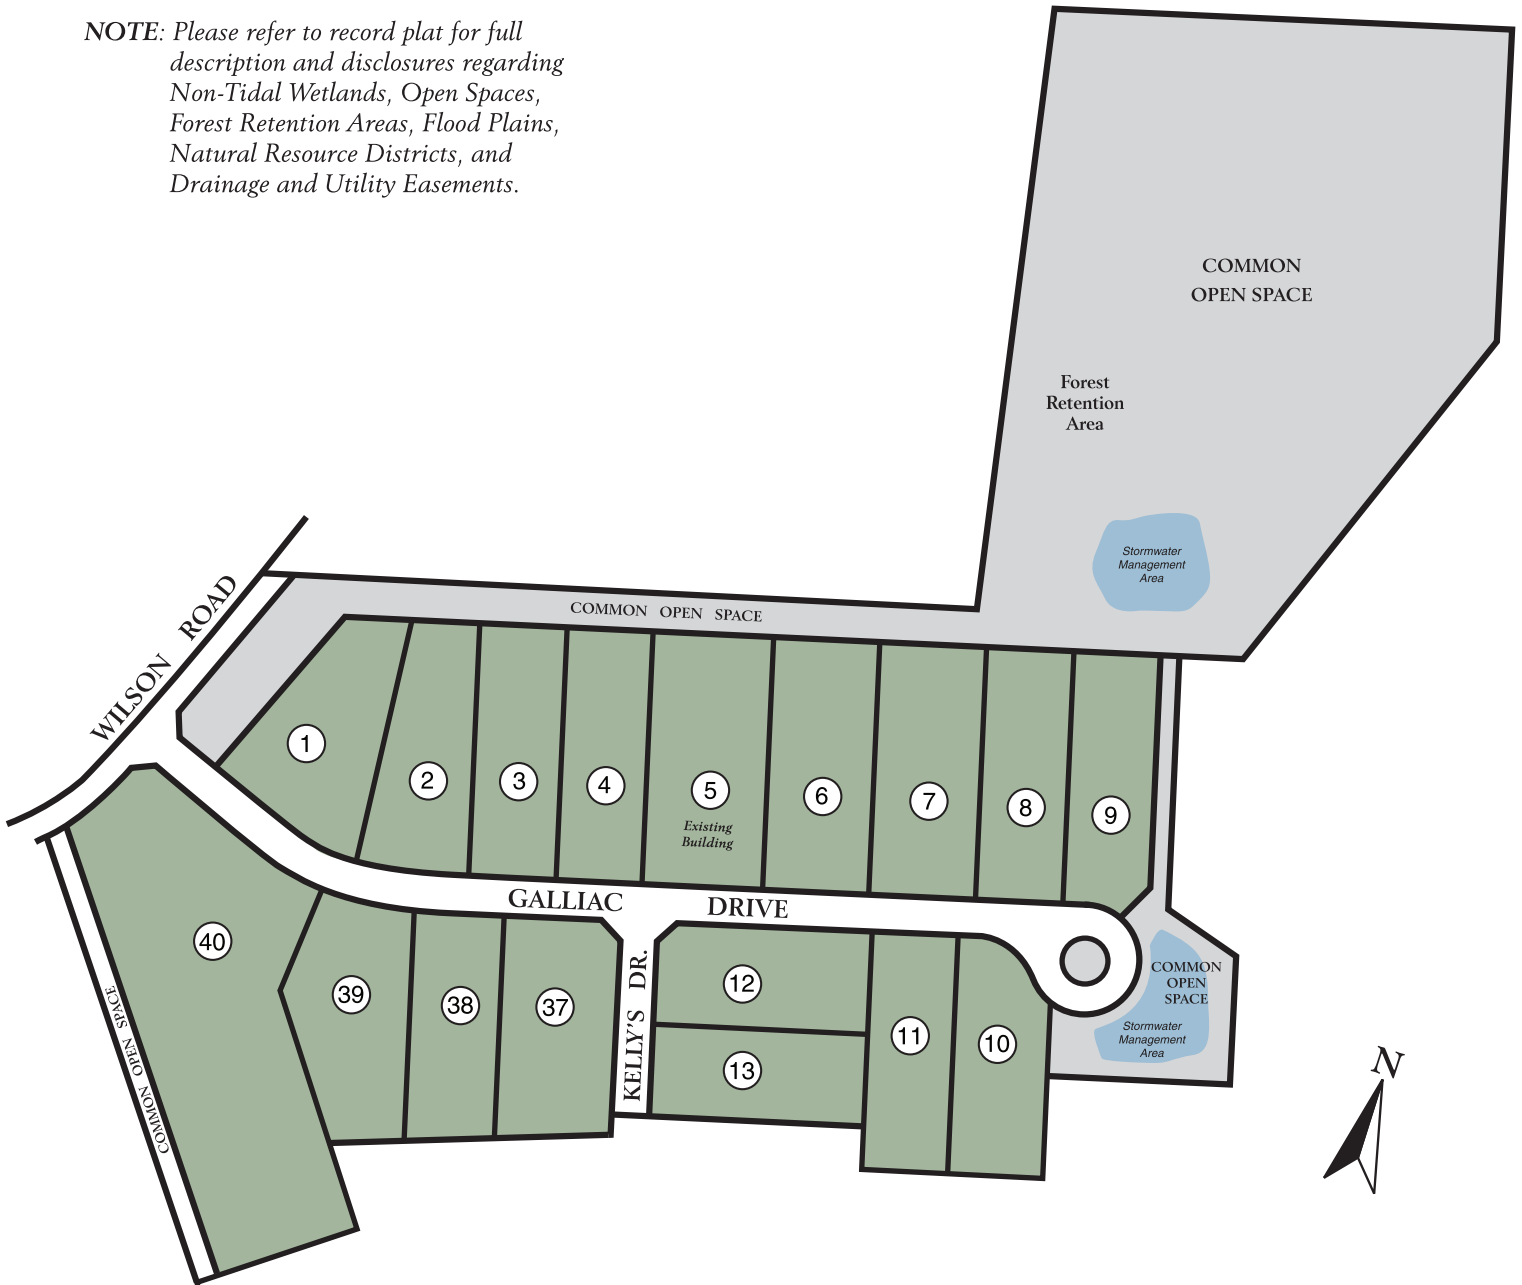 NOTE: Please refer to record plat for full
description and disclosures regarding
Non-Tidal Wetlands, Open Spaces,
Forest Retention Areas, Flood Plains,
Natural Resource Districts, and
Drainage and Utility Easements.
COMMON
OPEN SPACE
Forest
Retention
Area
Stormwater
Management
Area
WILSON ROAD
COMMON OPEN SPACE
1
2
3
4
5
Existing
Building
6
7
8
9
GALLIAC DRIVE
40
39
38
37
KELLY'S DR.
12
13
11
10
COMMON
OPEN
SPACE
Stormwater
Management
Area
COMMON OPEN SPACE
N